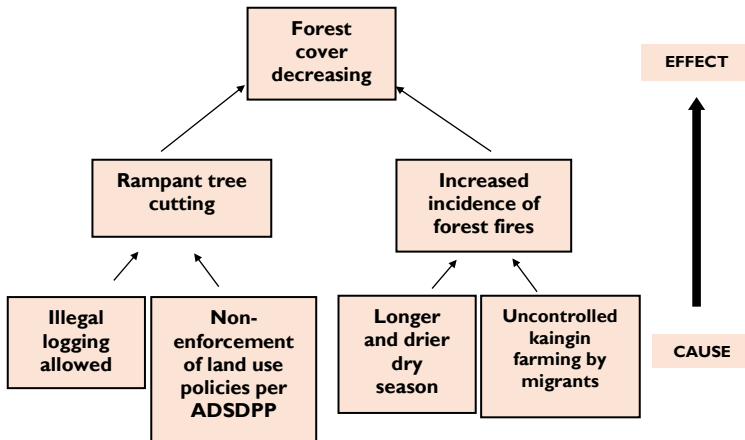 Forest
cover
decreasing
EFFECT
Rampant tree
cutting
Increased
incidence of
forest fires
Illegal
logging
allowed
Non-
enforcement
of land use
policies per
ADSDPP
Longer
and drier
dry
season
Uncontrolled
kaingin
farming by
migrants
CAUSE